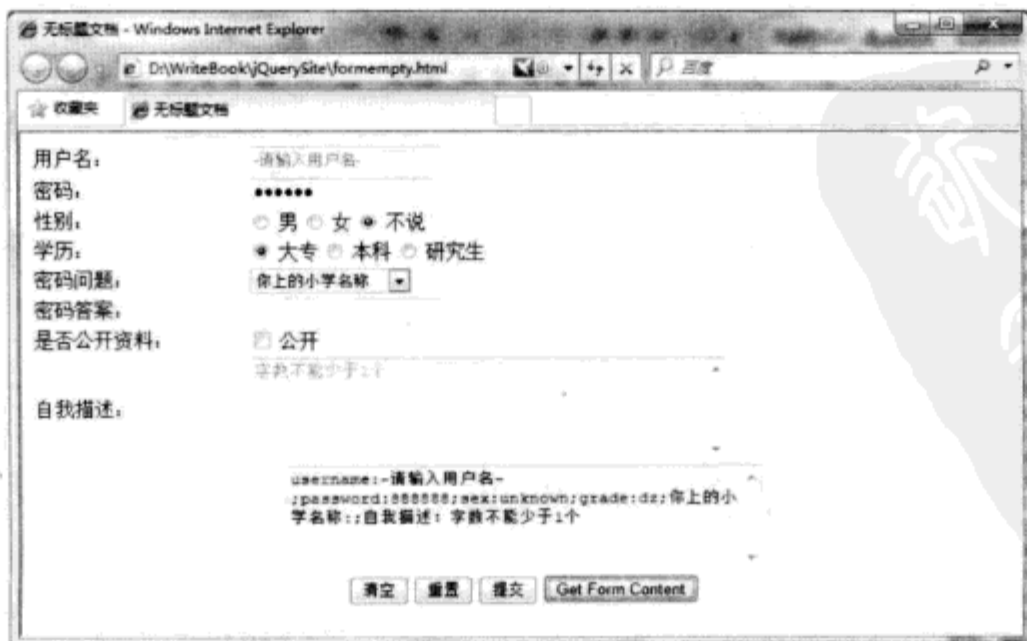 无标题文档 - Windows Internet Explorer
D:\WriteBook\jQuerySite\formempty.html
百度
收藏夹
无标题文档
用户名：
-请输入用户名-
密码：
●●●●●●
性别：
男 女 不说
学历：
大专 本科 研究生
密码问题：
你上的小学名称
密码答案：
是否公开资料：
公开
字数不能少于1个
自我描述：
username:-请输入用户名-
;password:888888;sex:unknown;grade:dz;你上的小
学名称:;自我描述: 字数不能少于1个
清空 重置 提交 Get Form Content